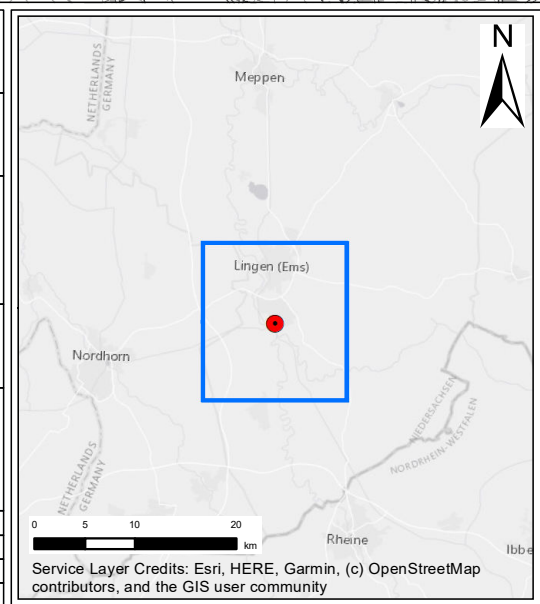 N
Meppen
NETHERLANDS
GERMANY
Lingen (Ems)
Nordhorn
NIEDERSACHSEN
NORDRHEIN-WESTFALEN
NETHERLANDS
GERMANY
0 5 10 20
km
Rheine
Ibbe
Service Layer Credits: Esri, HERE, Garmin, (c) OpenStreetMap
contributors, and the GIS user community